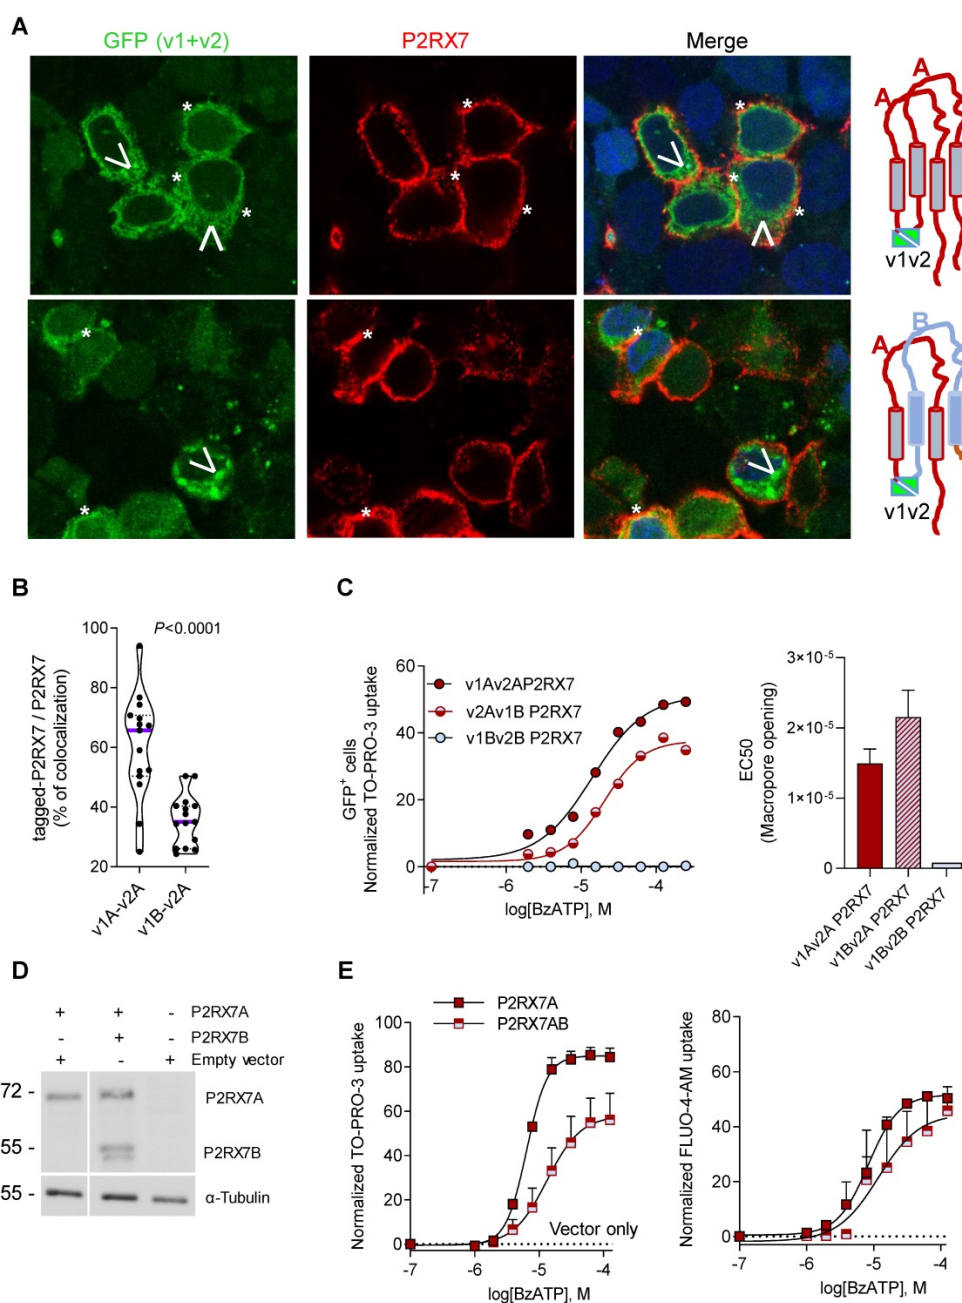 A
GFP (v1+v2)
P2RX7
Merge
*
*
*
*
*
*
*
*
*
A
A
v1v2
*
*
*
*
*
*
B
A
v1v2
B
tagged-P2RX7 / P2RX7
(% of colocalization)
100
80
60
40
20
P<0.0001
v1A-v2A
v1B-v2A
C
GFP+ cells
Normalized TO-PRO-3 uptake
60
40
20
0
v1Av2AP2RX7
v2Av1B P2RX7
v1Bv2B P2RX7
-7
-6
-5
-4
log[BzATP], M
EC50
(Macropore opening)
3×10-5
2×10-5
1×10-5
0
v1Av2A P2RX7
v1Bv2A P2RX7
v1Bv2B P2RX7
D
+ + - P2RX7A
- + - P2RX7B
+ - + Empty vector
72 -
P2RX7A
55 -
P2RX7B
55 -
α-Tubulin
E
P2RX7A
P2RX7AB
Normalized TO-PRO-3 uptake
100
80
60
40
20
0
Vector only
-7
-6
-5
-4
log[BzATP], M
Normalized FLUO-4-AM uptake
60
40
20
0
-7
-6
-5
-4
log[BzATP], M